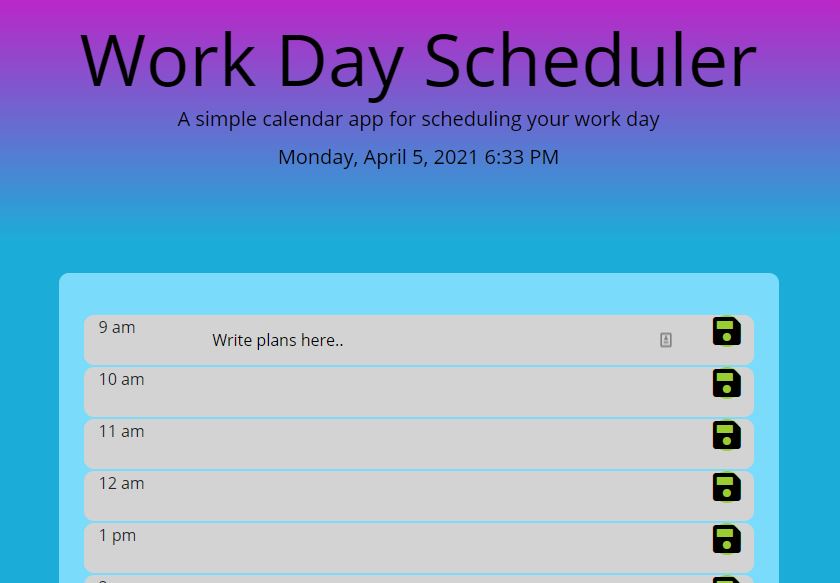 Work Day Scheduler
A simple calendar app for scheduling your work day
Monday, April 5, 2021 6:33 PM
9 am
Write plans here..
10 am
11 am
12 am
1 pm